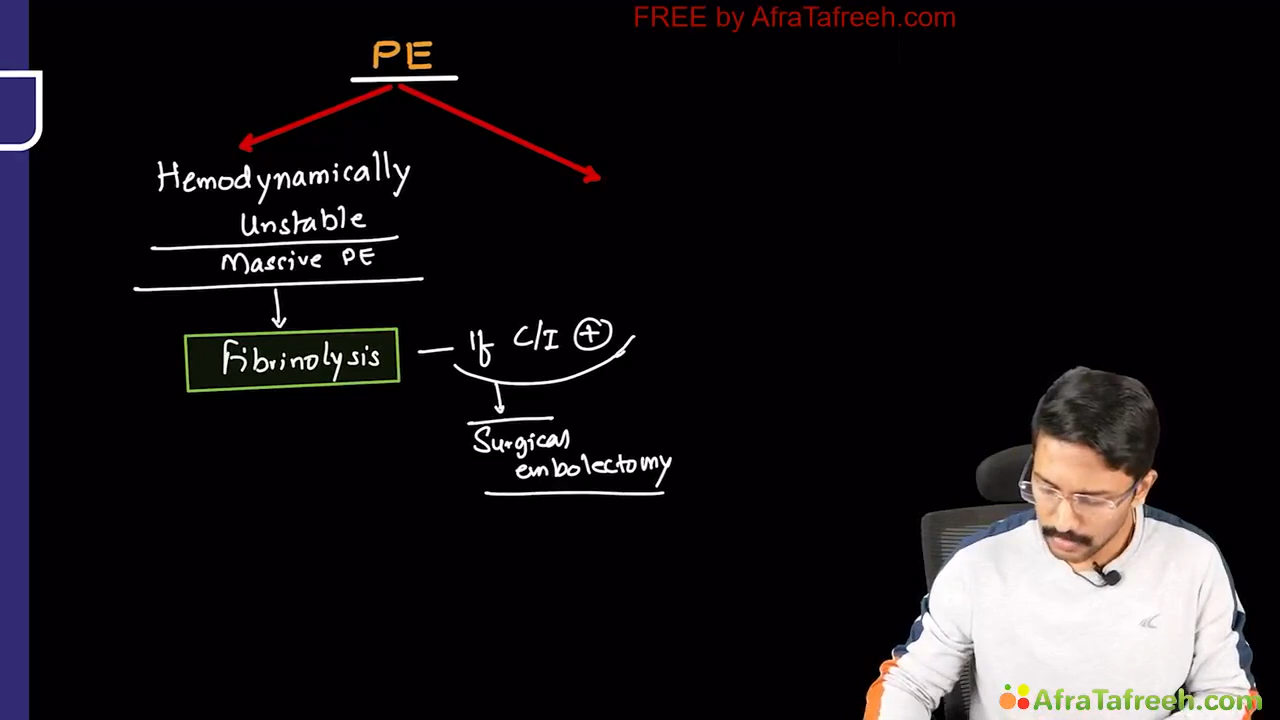 FREE by AfraTafreeh.com
PE
Hemodynamically
Unstable
Massive PE
Fibrinolysis
If C/I +
Surgical
embolectomy
AfraTafreeh.com